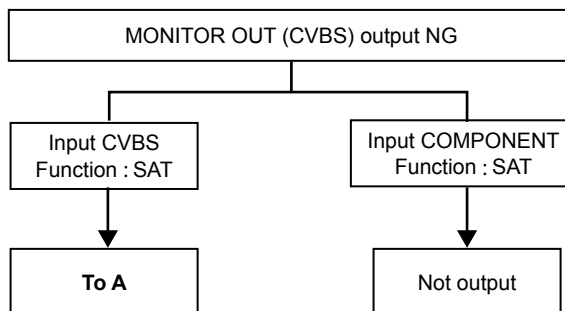 MONITOR OUT (CVBS) output NG
Input CVBS
Function : SAT
Input COMPONENT
Function : SAT
To A
Not output